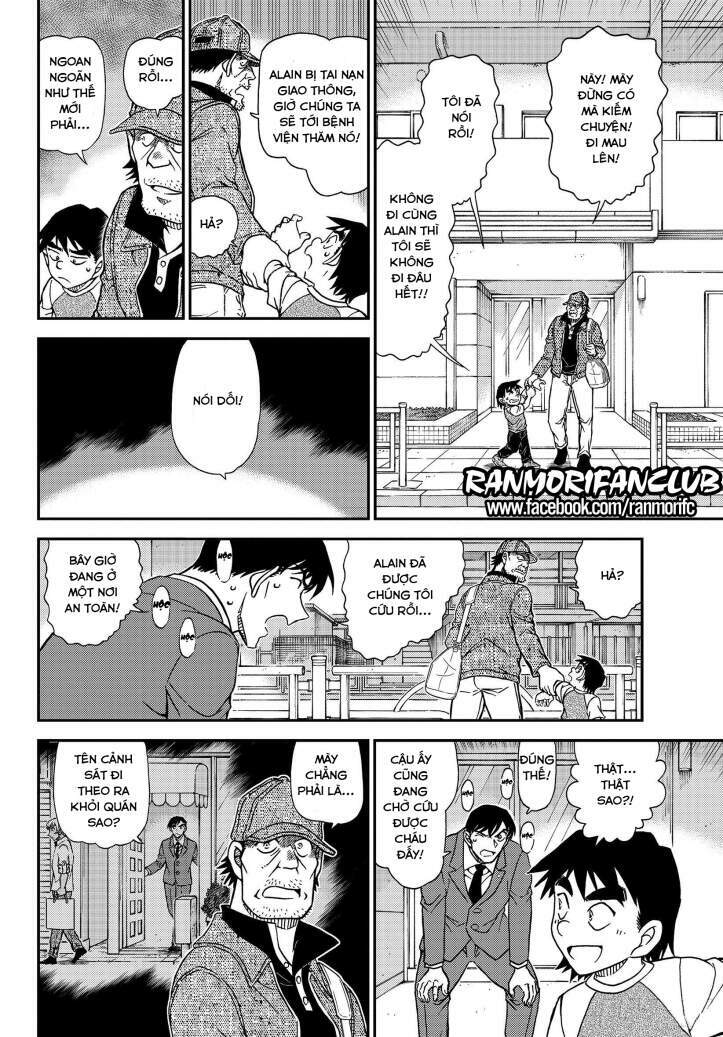 NÀY! MÀY
ĐỪNG CÓ
MÀ KIẾM
CHUYỆN!
ĐI MAU
LÊN!
TÔI ĐÃ
NÓI
RỒI!
KHÔNG
ĐI CÙNG
ALAIN THÌ
TÔI SẼ
KHÔNG
ĐI ĐÂU
HẾT!!
ALAIN BỊ TAI NẠN
GIAO THÔNG,
GIỜ CHÚNG TA
SẼ TỚI BỆNH
VIỆN THĂM NÓ!
HẢ?
ĐÚNG
RỒI...
NGOAN
NGOÃN
NHƯ THẾ
MỚI
PHẢI...
NÓI DỐI!
RANMORIFANCLUB
www.facebook.com/ranmorifc
HẢ?
ALAIN ĐÃ
ĐƯỢC
CHÚNG TÔI
CỨU RỒI...
HỘC
HỘC
HỘC
BÂY GIỜ
ĐANG Ở
MỘT NƠI
AN TOÀN!
THẬT...
THẬT
SAO?!
ĐÚNG
THẾ!
HỘC
HỘC
CẬU ẤY
CŨNG
ĐANG
CHỜ CỨU
ĐƯỢC
CHÁU
ĐẤY!
MÀY
CHẲNG
PHẢI LÀ...
TÊN CẢNH
SÁT ĐI
THEO RA
KHỎI QUÁN
SAO?